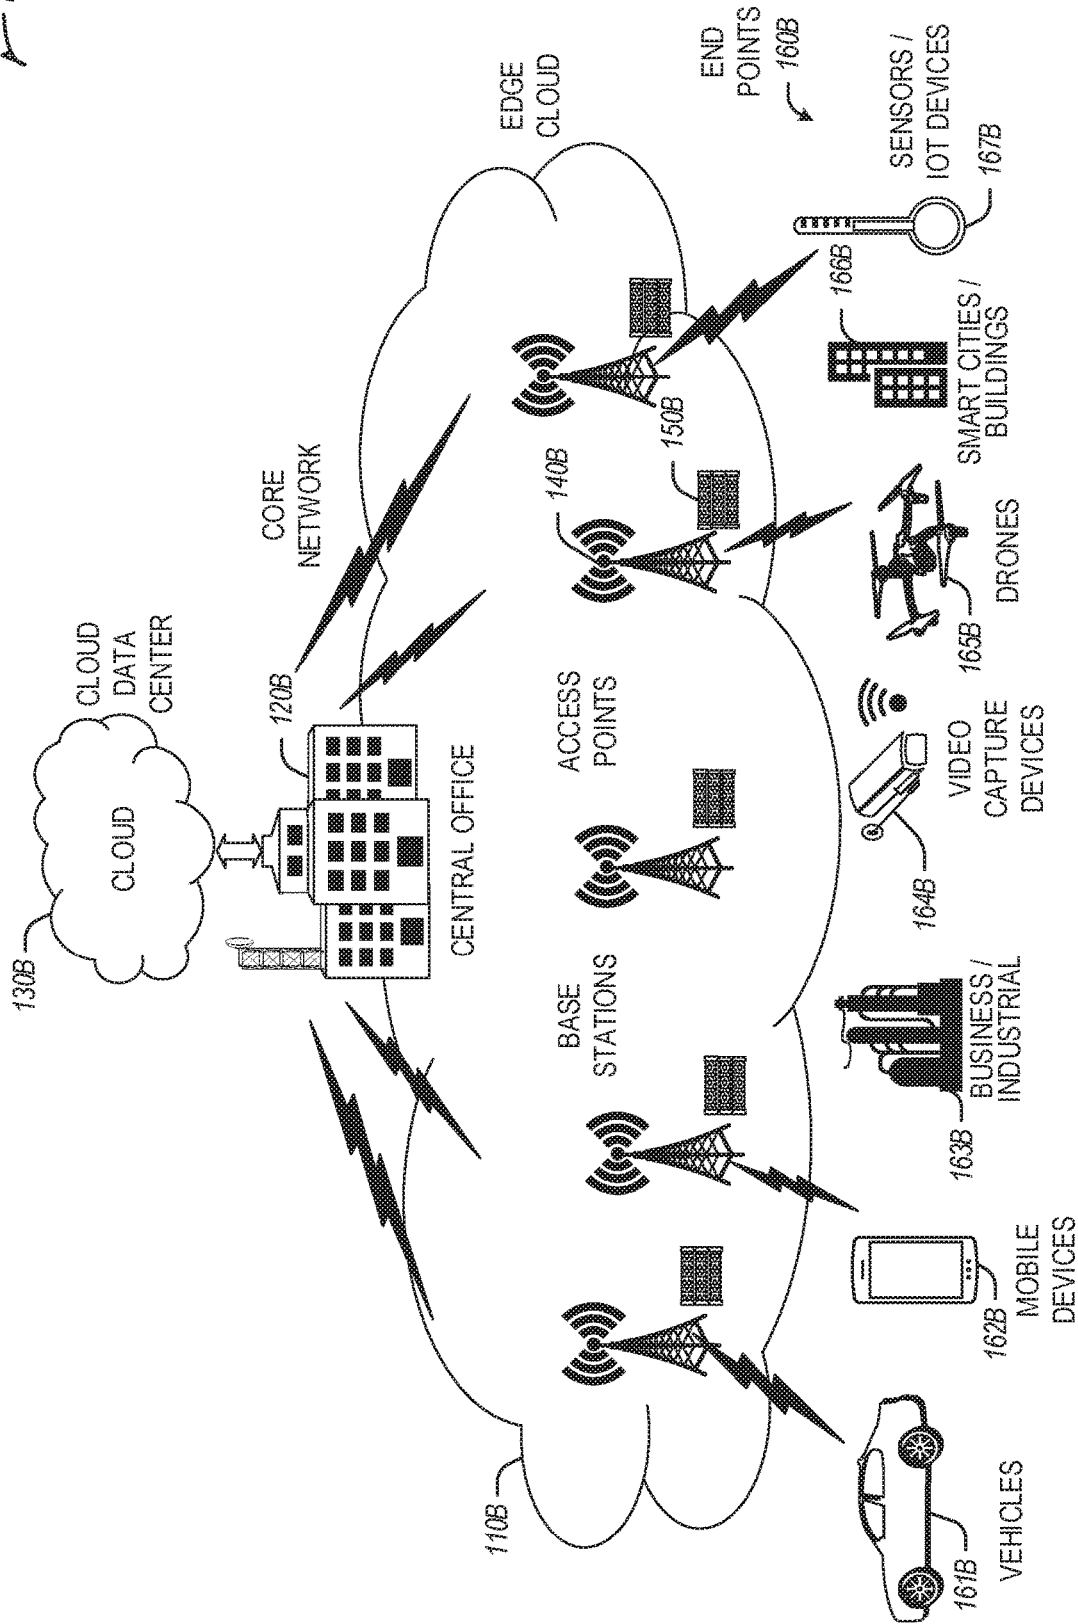 130B
CLOUD
CLOUD
DATA
CENTER
120B
CENTRAL OFFICE
CORE
NETWORK
EDGE
CLOUD
110B
BASE
STATIONS
ACCESS
POINTS
140B
150B
END
POINTS
160B
161B
VEHICLES
162B
MOBILE
DEVICES
163B
BUSINESS /
INDUSTRIAL
164B
VIDEO
CAPTURE
DEVICES
165B
DRONES
166B
SMART CITIES /
BUILDINGS
SENSORS /
IOT DEVICES
167B